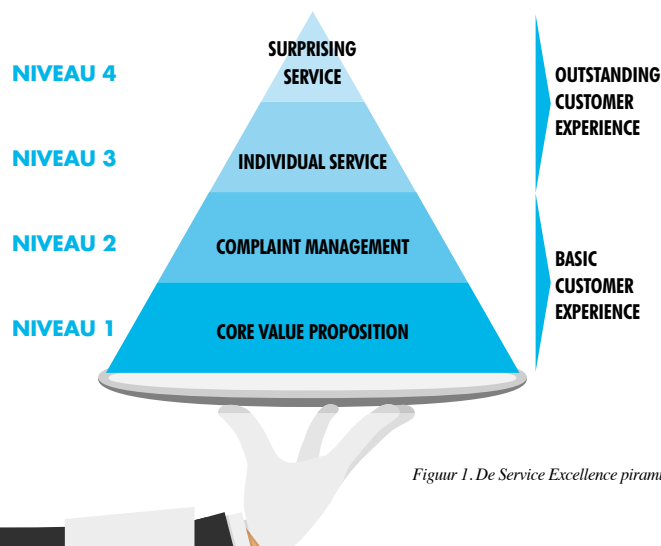 NIVEAU 4
SURPRISING
SERVICE
OUTSTANDING
CUSTOMER
EXPERIENCE
NIVEAU 3
INDIVIDUAL SERVICE
NIVEAU 2
COMPLAINT MANAGEMENT
BASIC
CUSTOMER
EXPERIENCE
NIVEAU 1
CORE VALUE PROPOSITION
Figuur 1. De Service Excellence